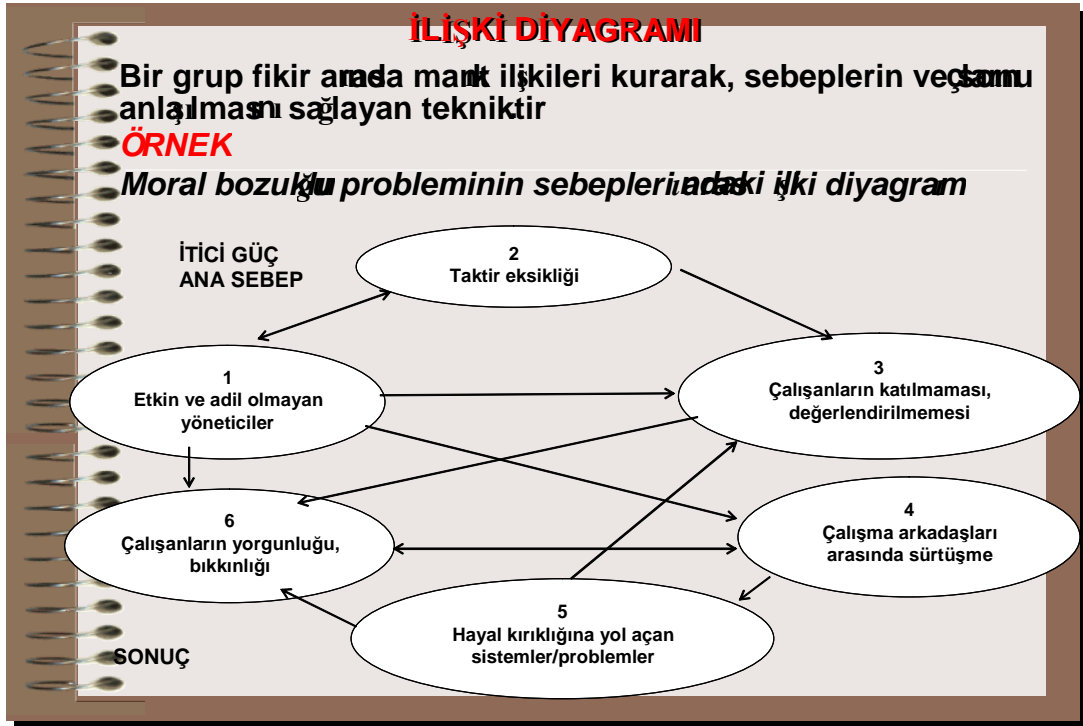 İLİŞKİ DİYAGRAMI
Bir grup fikir arasında mantık ilişkileri kurarak, sebeplerin ve sonuçların
anlaşılmasını sağlayan tekniktir.
ÖRNEK
Moral bozukluğu probleminin sebepleri arasındaki ilişki diyagramı
İTİCİ GÜÇ
ANA SEBEP
2
Taktir eksikliği
1
Etkin ve adil olmayan
yöneticiler
3
Çalışanların katılmaması,
değerlendirilmemesi
6
Çalışanların yorgunluğu,
bıkkınlığı
4
Çalışma arkadaşları
arasında sürtüşme
5
Hayal kırıklığına yol açan
sistemler/problemler
SONUÇ